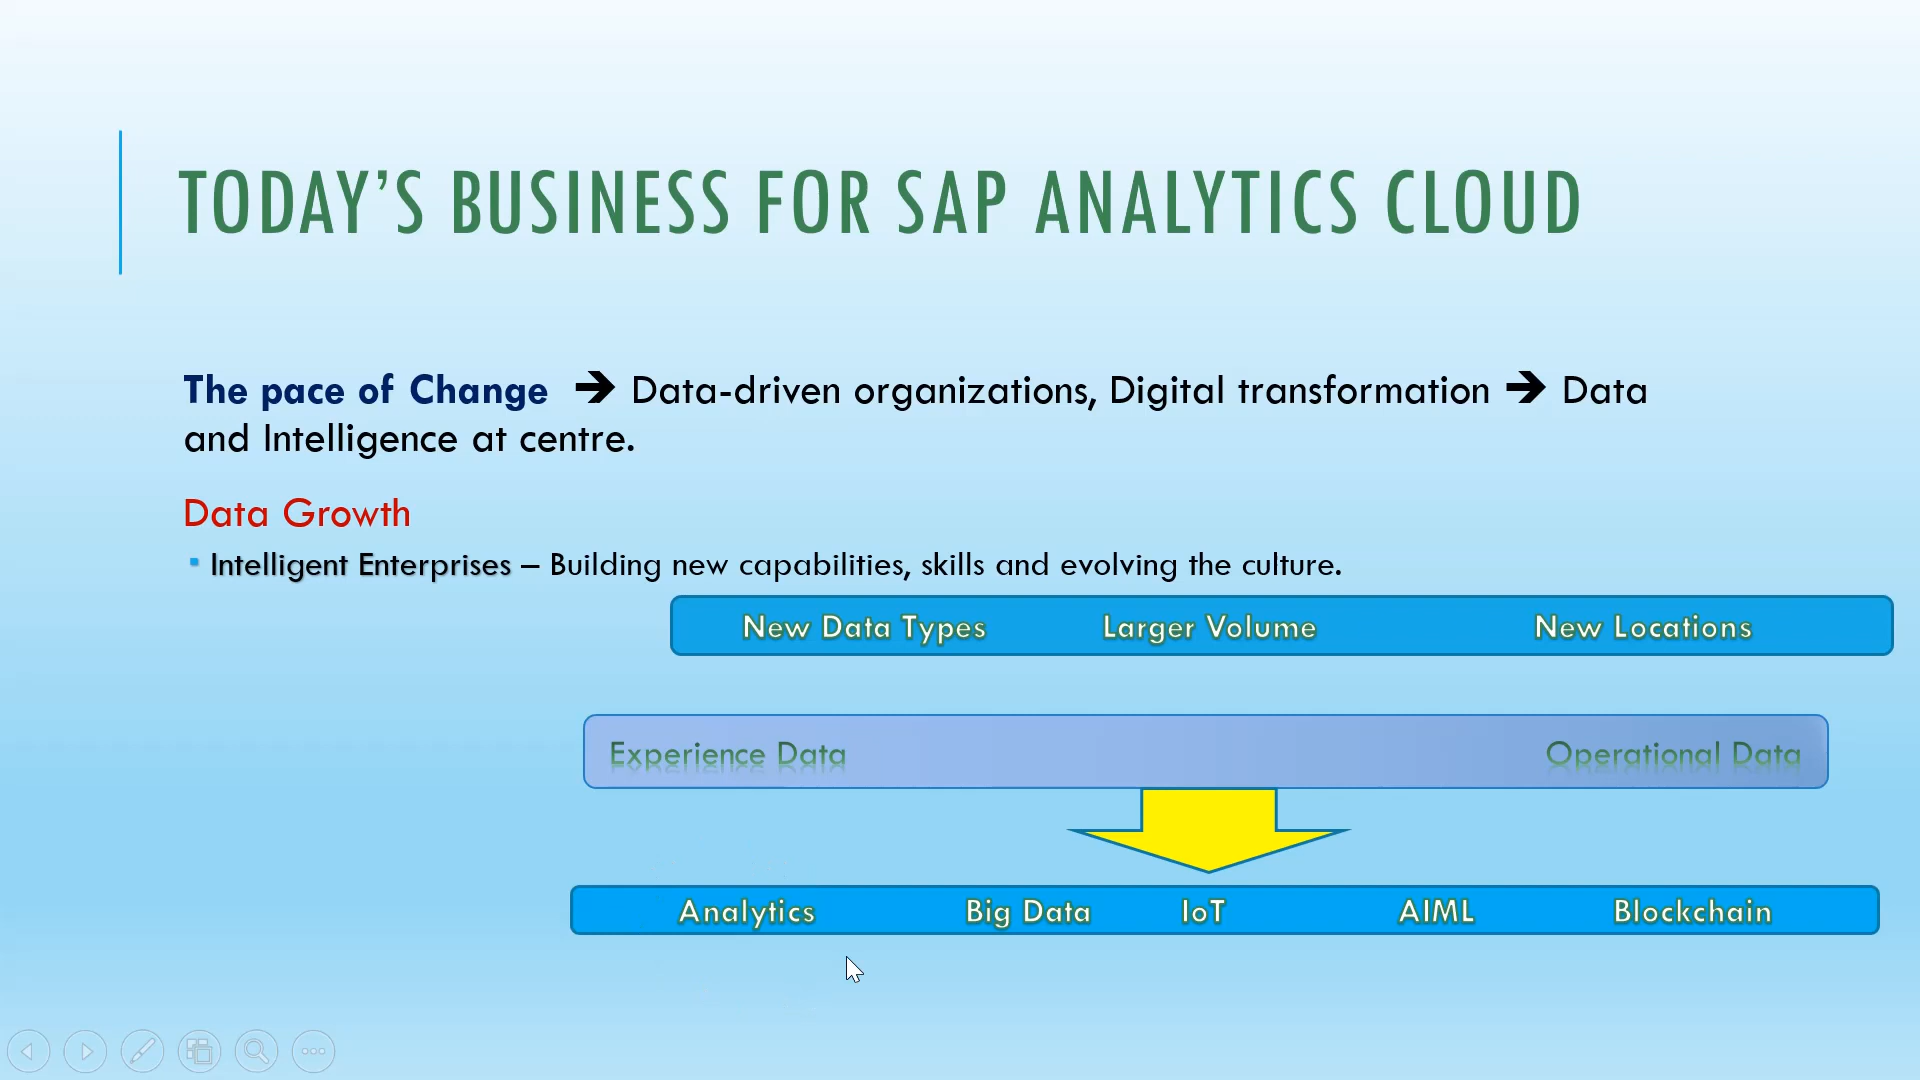 TODAY’S BUSINESS FOR SAP ANALYTICS CLOUD
The pace of Change ➔ Data-driven organizations, Digital transformation ➔ Data
and Intelligence at centre.
Data Growth
▪ Intelligent Enterprises – Building new capabilities, skills and evolving the culture.
New Data Types Larger Volume New Locations
Experience Data Operational Data
Analytics Big Data IoT AIML Blockchain